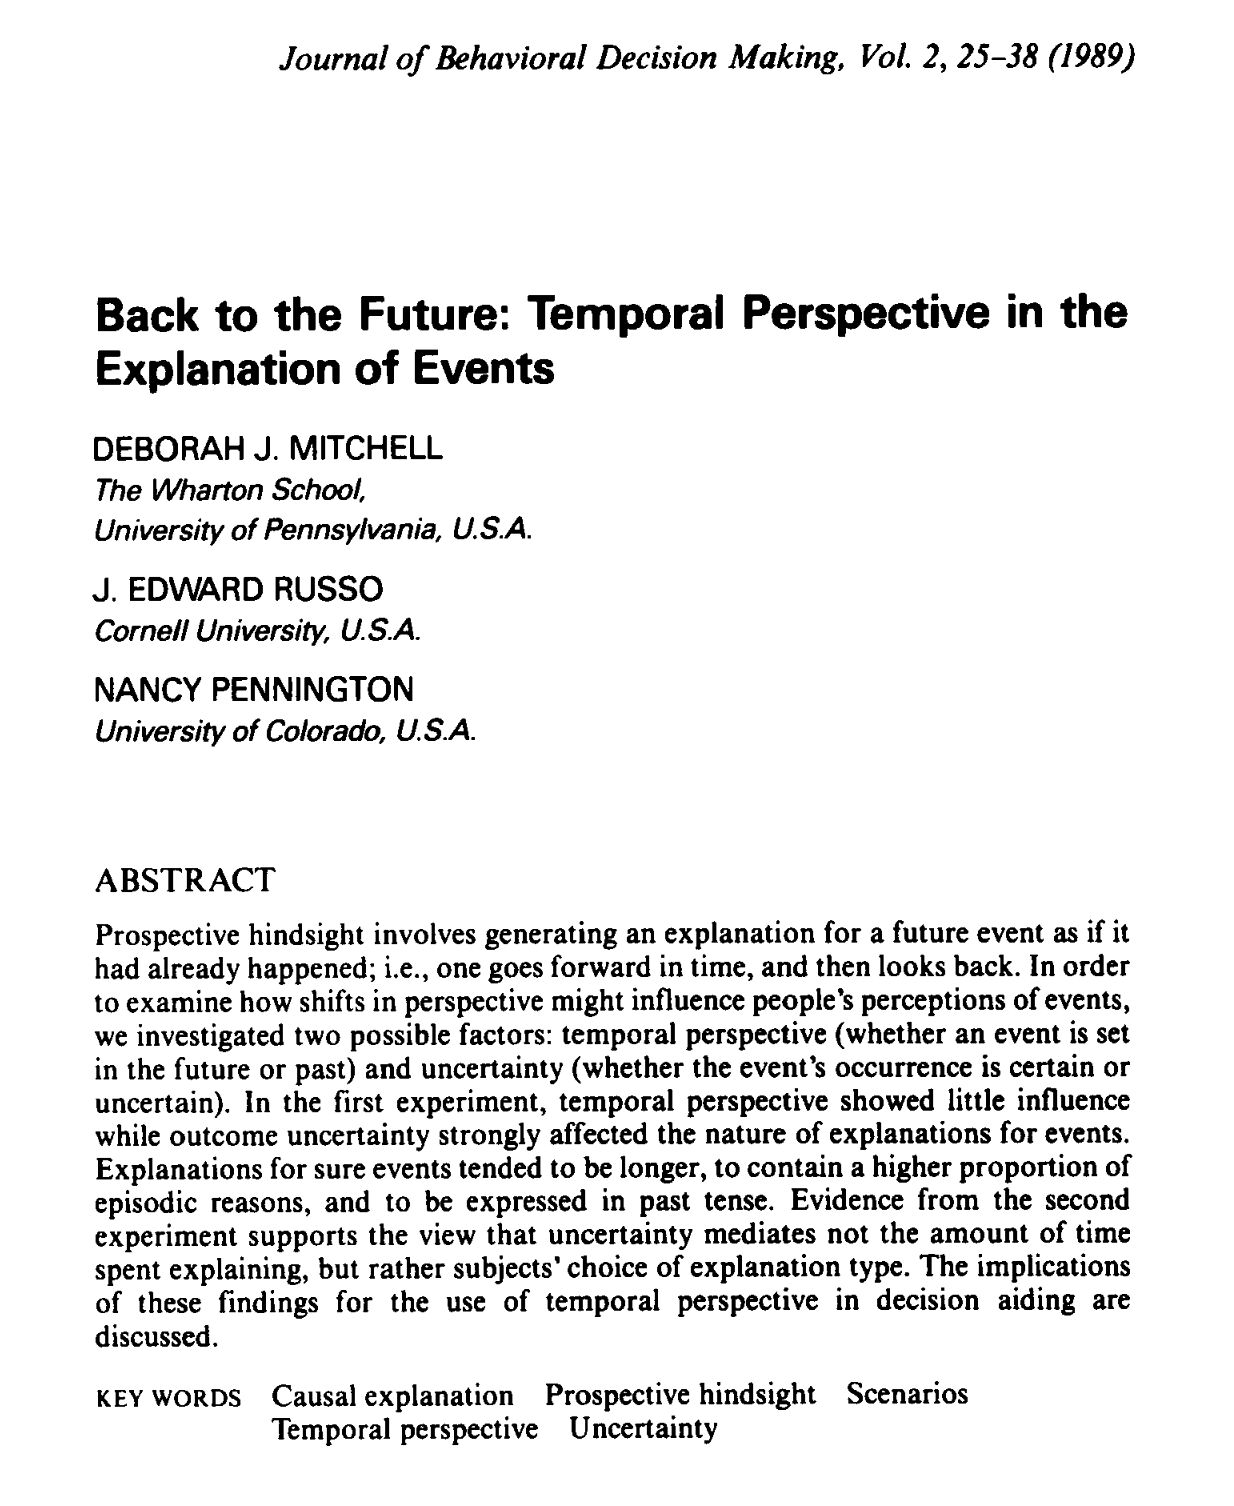 Journal of Behavioral Decision Making, Vol. 2, 25–38 (1989)
Back to the Future: Temporal Perspective in the
Explanation of Events
DEBORAH J. MITCHELL
The Wharton School,
University of Pennsylvania, U.S.A.
J. EDWARD RUSSO
Cornell University, U.S.A.
NANCY PENNINGTON
University of Colorado, U.S.A.
ABSTRACT
Prospective hindsight involves generating an explanation for a future event as if it
had already happened; i.e., one goes forward in time, and then looks back. In order
to examine how shifts in perspective might influence people's perceptions of events,
we investigated two possible factors: temporal perspective (whether an event is set
in the future or past) and uncertainty (whether the event's occurrence is certain or
uncertain). In the first experiment, temporal perspective showed little influence
while outcome uncertainty strongly affected the nature of explanations for events.
Explanations for sure events tended to be longer, to contain a higher proportion of
episodic reasons, and to be expressed in past tense. Evidence from the second
experiment supports the view that uncertainty mediates not the amount of time
spent explaining, but rather subjects' choice of explanation type. The implications
of these findings for the use of temporal perspective in decision aiding are
discussed.
KEY WORDS Causal explanation Prospective hindsight Scenarios
Temporal perspective Uncertainty